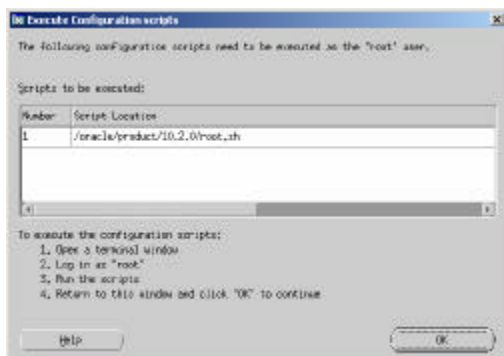 Execute Configuration scripts
The following configuration scripts need to be executed as the "root" user.
Scripts to be executed:
Number Script Location
1 /oracle/product/10.2.0/root.sh
To execute the configuration scripts:
1. Open a terminal window
2. Log in as "root"
3. Run the scripts
4. Return to this window and click "OK" to continue
Help OK